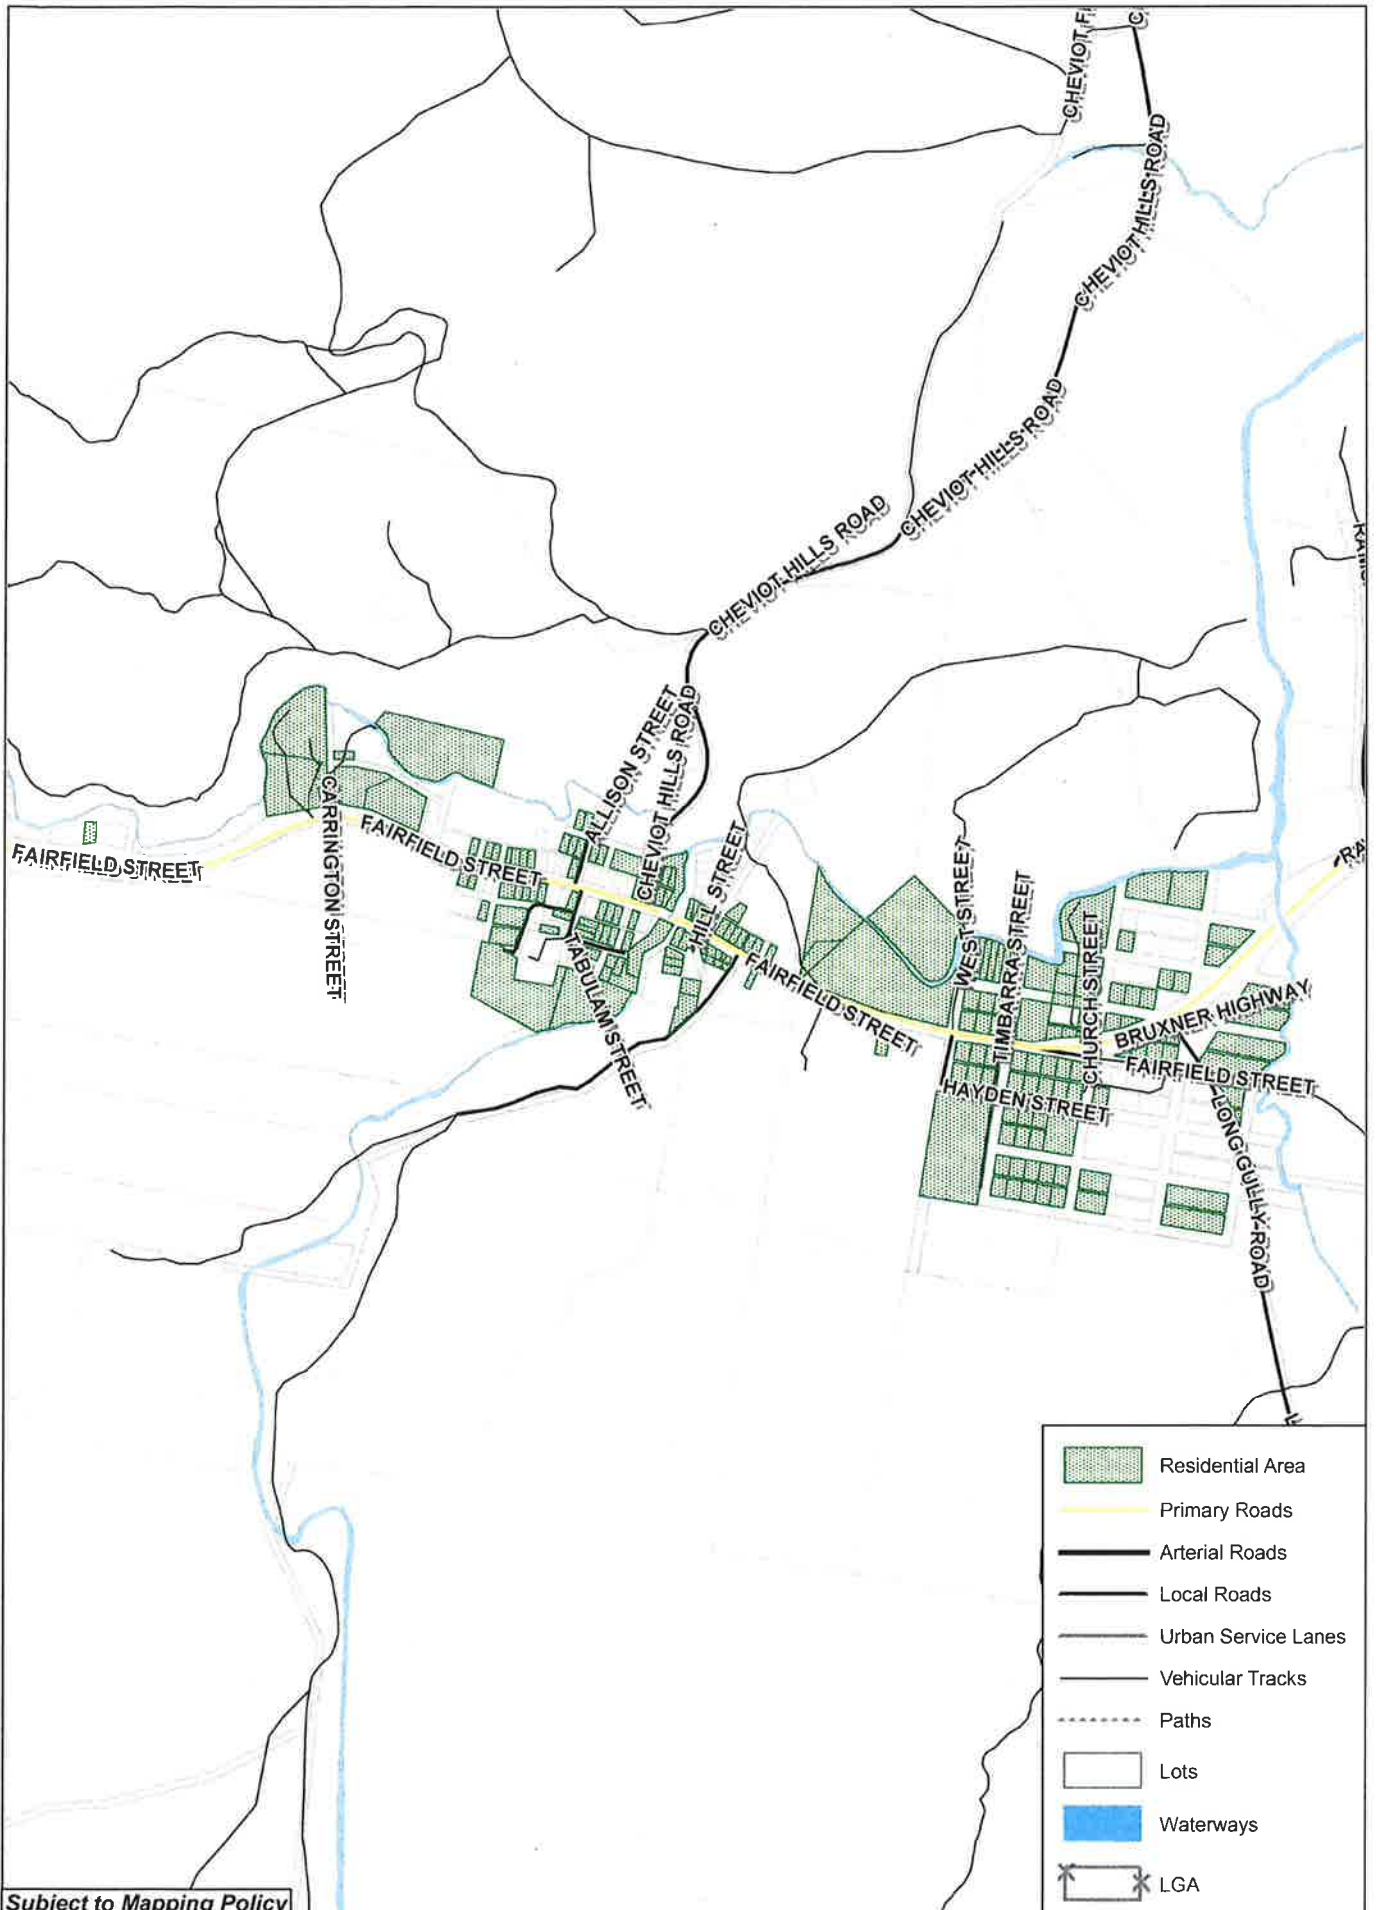 CHEVIOT F
C
CHEVIOT HILLS ROAD
CHEVIOT HILLS ROAD
CHEVIOT HILLS ROAD
CHEVIOT HILLS ROAD
ALLISON STREET
CHEVIOT HILLS ROAD
CARRINGTON STREET
FAIRFIELD STREET
FAIRFIELD STREET
HILL STREET
TABULAM STREET
FAIRFIELD STREET
WEST STREET
TIMBARRA STREET
CHURCH STREET
RA
BRUXNER HIGHWAY
FAIRFIELD STREET
HAYDEN STREET
LONG GULLY ROAD
L
Residential Area
Primary Roads
Arterial Roads
Local Roads
Urban Service Lanes
Vehicular Tracks
Paths
Lots
Waterways
LGA
Subject to Mapping Policy